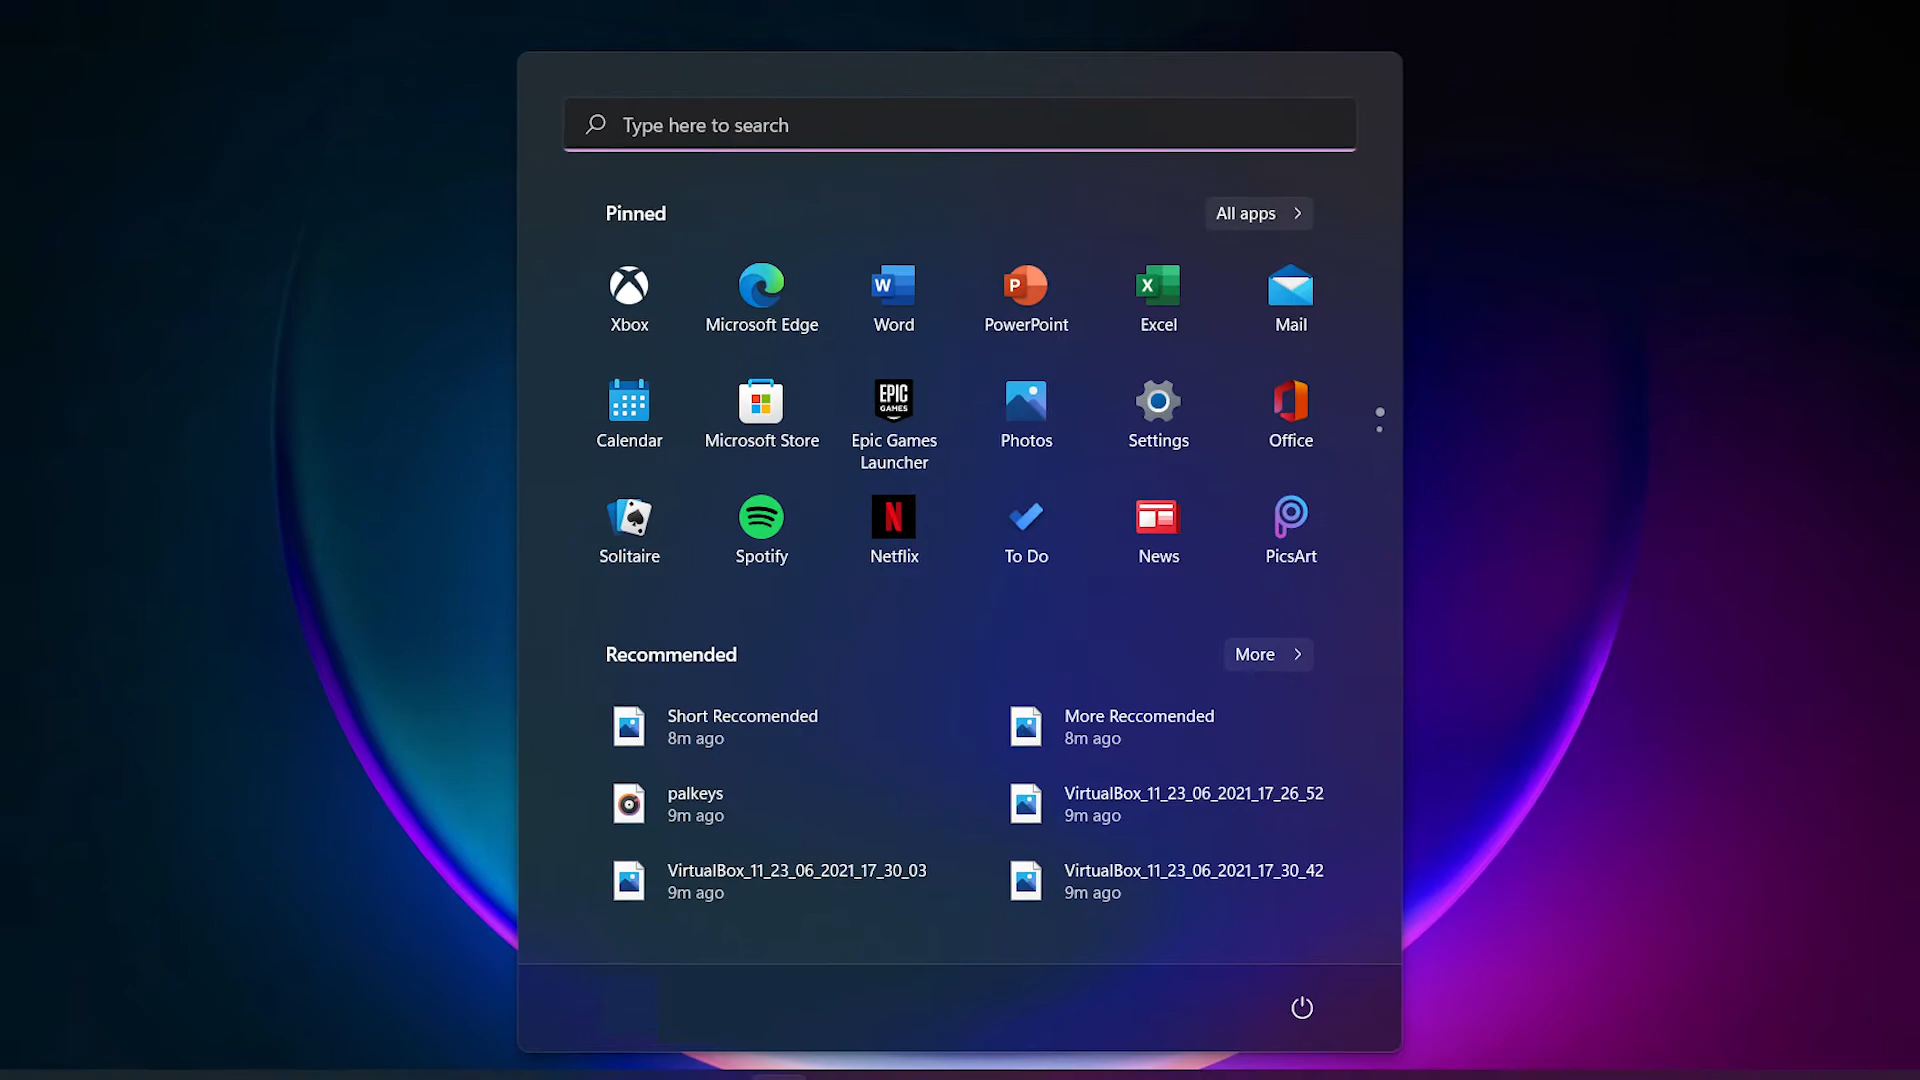 Type here to search
Pinned
All apps
Xbox
Microsoft Edge
W
Word
P
PowerPoint
X
Excel
Mail
Calendar
Microsoft Store
EPIC
GAMES
Epic Games
Launcher
Photos
Settings
Office
Solitaire
Spotify
N
Netflix
To Do
News
PicsArt
Recommended
More
Short Reccomended
8m ago
More Reccomended
8m ago
palkeys
9m ago
VirtualBox_11_23_06_2021_17_26_52
9m ago
VirtualBox_11_23_06_2021_17_30_03
9m ago
VirtualBox_11_23_06_2021_17_30_42
9m ago